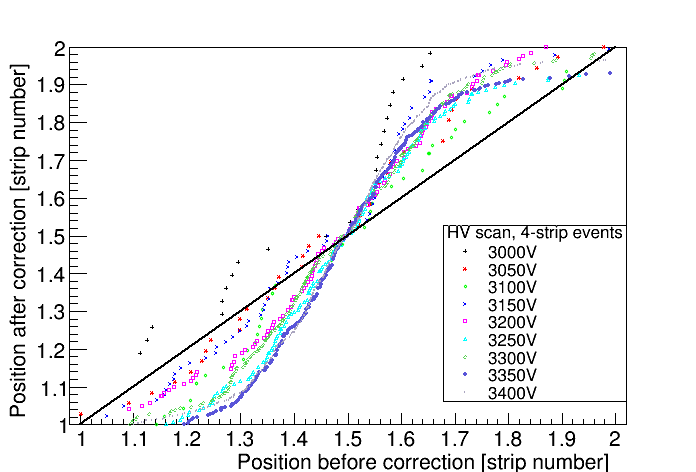 2
1.9
1.8
1.7
1.6
1.5
1.4
1.3
1.2
1.1
1
Position after correction [strip number]
HV scan, 4-strip events
3000V
3050V
3100V
3150V
3200V
3250V
3300V
3350V
3400V
1 1.1 1.2 1.3 1.4 1.5 1.6 1.7 1.8 1.9 2
Position before correction [strip number]